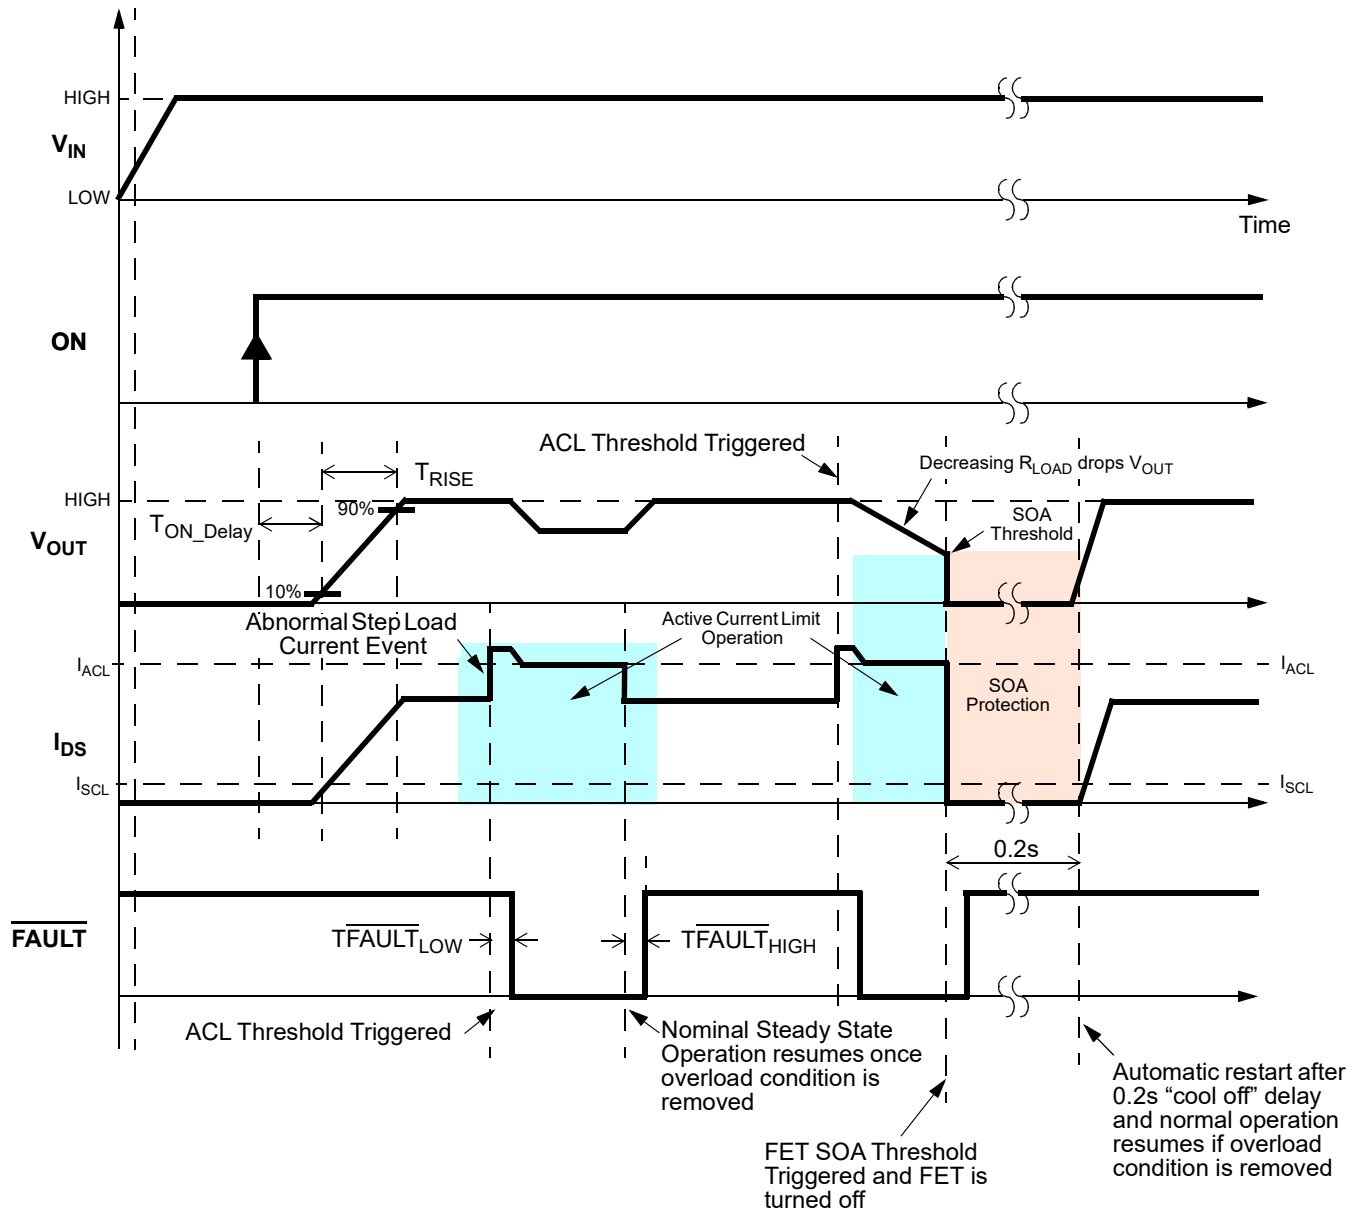 HIGH
VIN
LOW
Time
ON
ACL Threshold Triggered
Decreasing RLOAD drops VOUT
TRISE
HIGH
90%
TON_Delay
SOA
Threshold
VOUT
10%
Abnormal Step Load
Current Event
Active Current Limit
Operation
IACL
IACL
SOA
Protection
IDS
ISCL
ISCL
0.2s
FAULT
TFAULTLOW
TFAULTHIGH
ACL Threshold Triggered
Nominal Steady State
Operation resumes once
overload condition is
removed
Automatic restart after
0.2s “cool off” delay
and normal operation
resumes if overload
condition is removed
FET SOA Threshold
Triggered and FET is
turned off